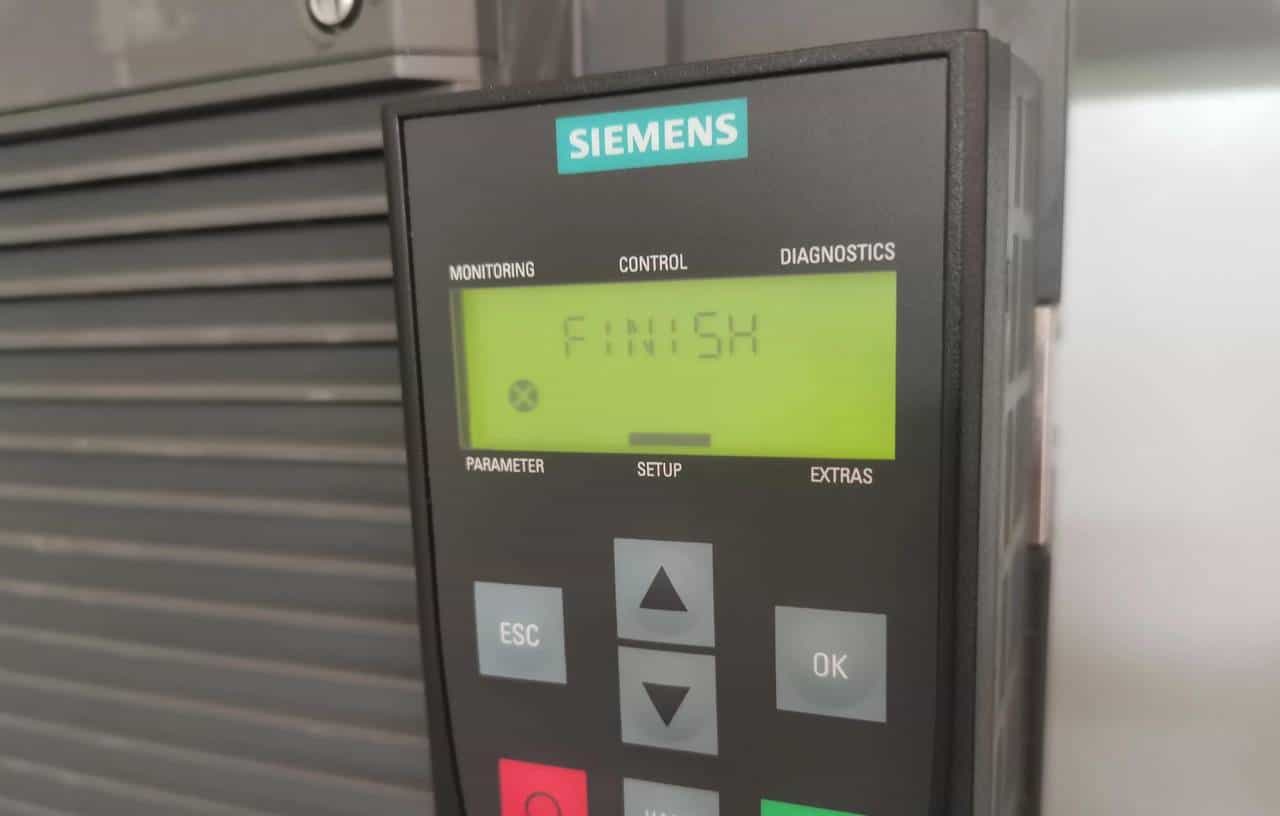 SIEMENS
MONITORING CONTROL DIAGNOSTICS
FINISH
PARAMETER SETUP EXTRAS
ESC
OK